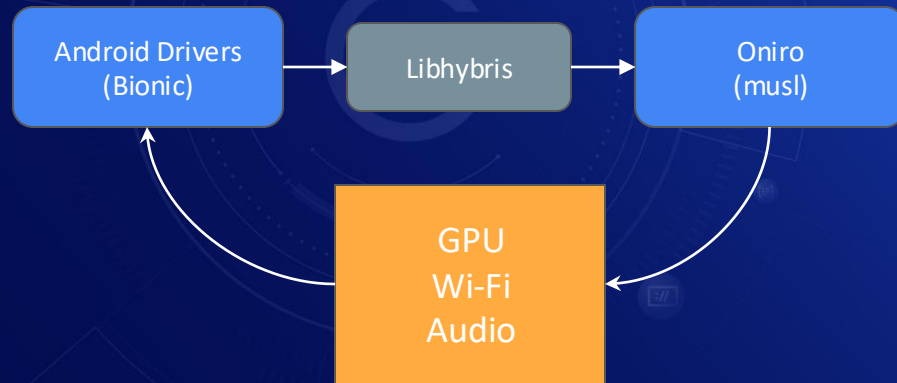 Android Drivers
(Bionic)
Libhybris
Oniro
(musl)
GPU
Wi-Fi
Audio